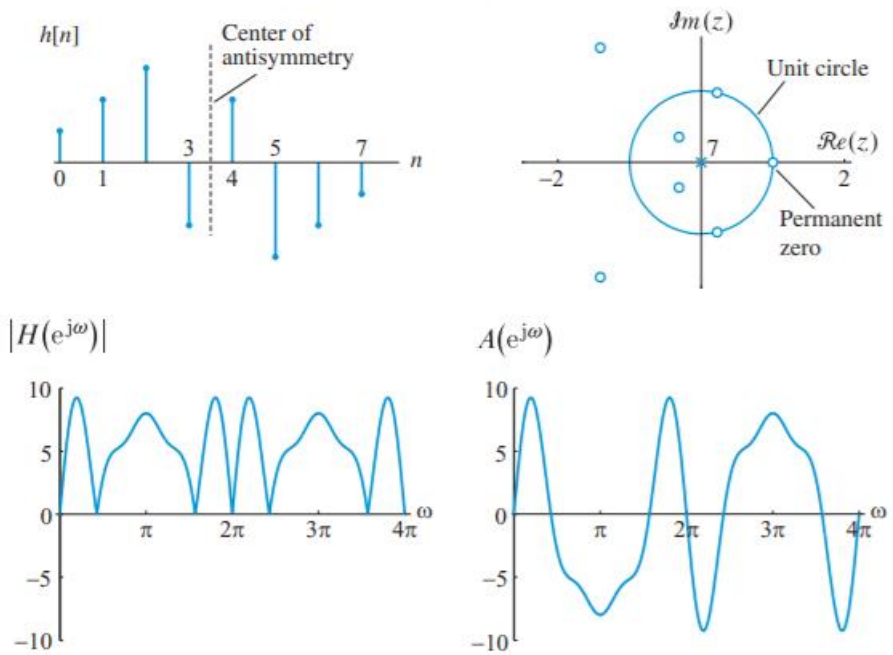 h[n]
Center of
antisymmetry
0 1 3 4 5 7 n
ℐm(z)
Unit circle
7
ℛe(z)
−2 2
Permanent
zero
|H(e^{jω})|
10
5
0
−5
−10
π 2π 3π 4π ω
A(e^{jω})
10
5
0
−5
−10
π 2π 3π 4π ω